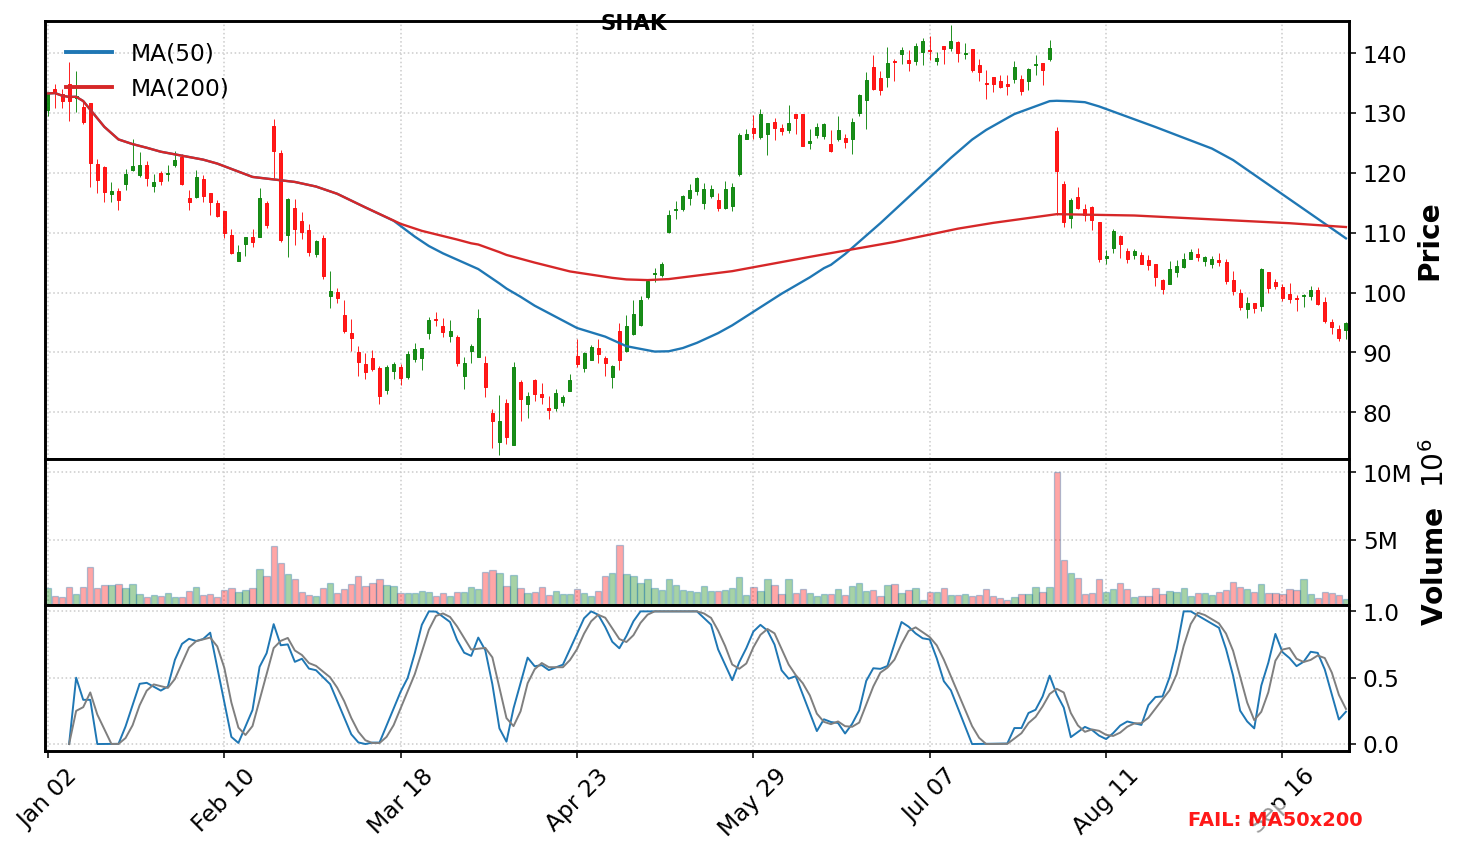 SHAK
MA(50)
MA(200)
140
130
120
110
100
90
80
Price
10M
5M
Volume 10^6
1.0
0.5
0.0
Jan 02
Feb 10
Mar 18
Apr 23
May 29
Jul 07
Aug 11
Sep 16
FAIL: MA50x200